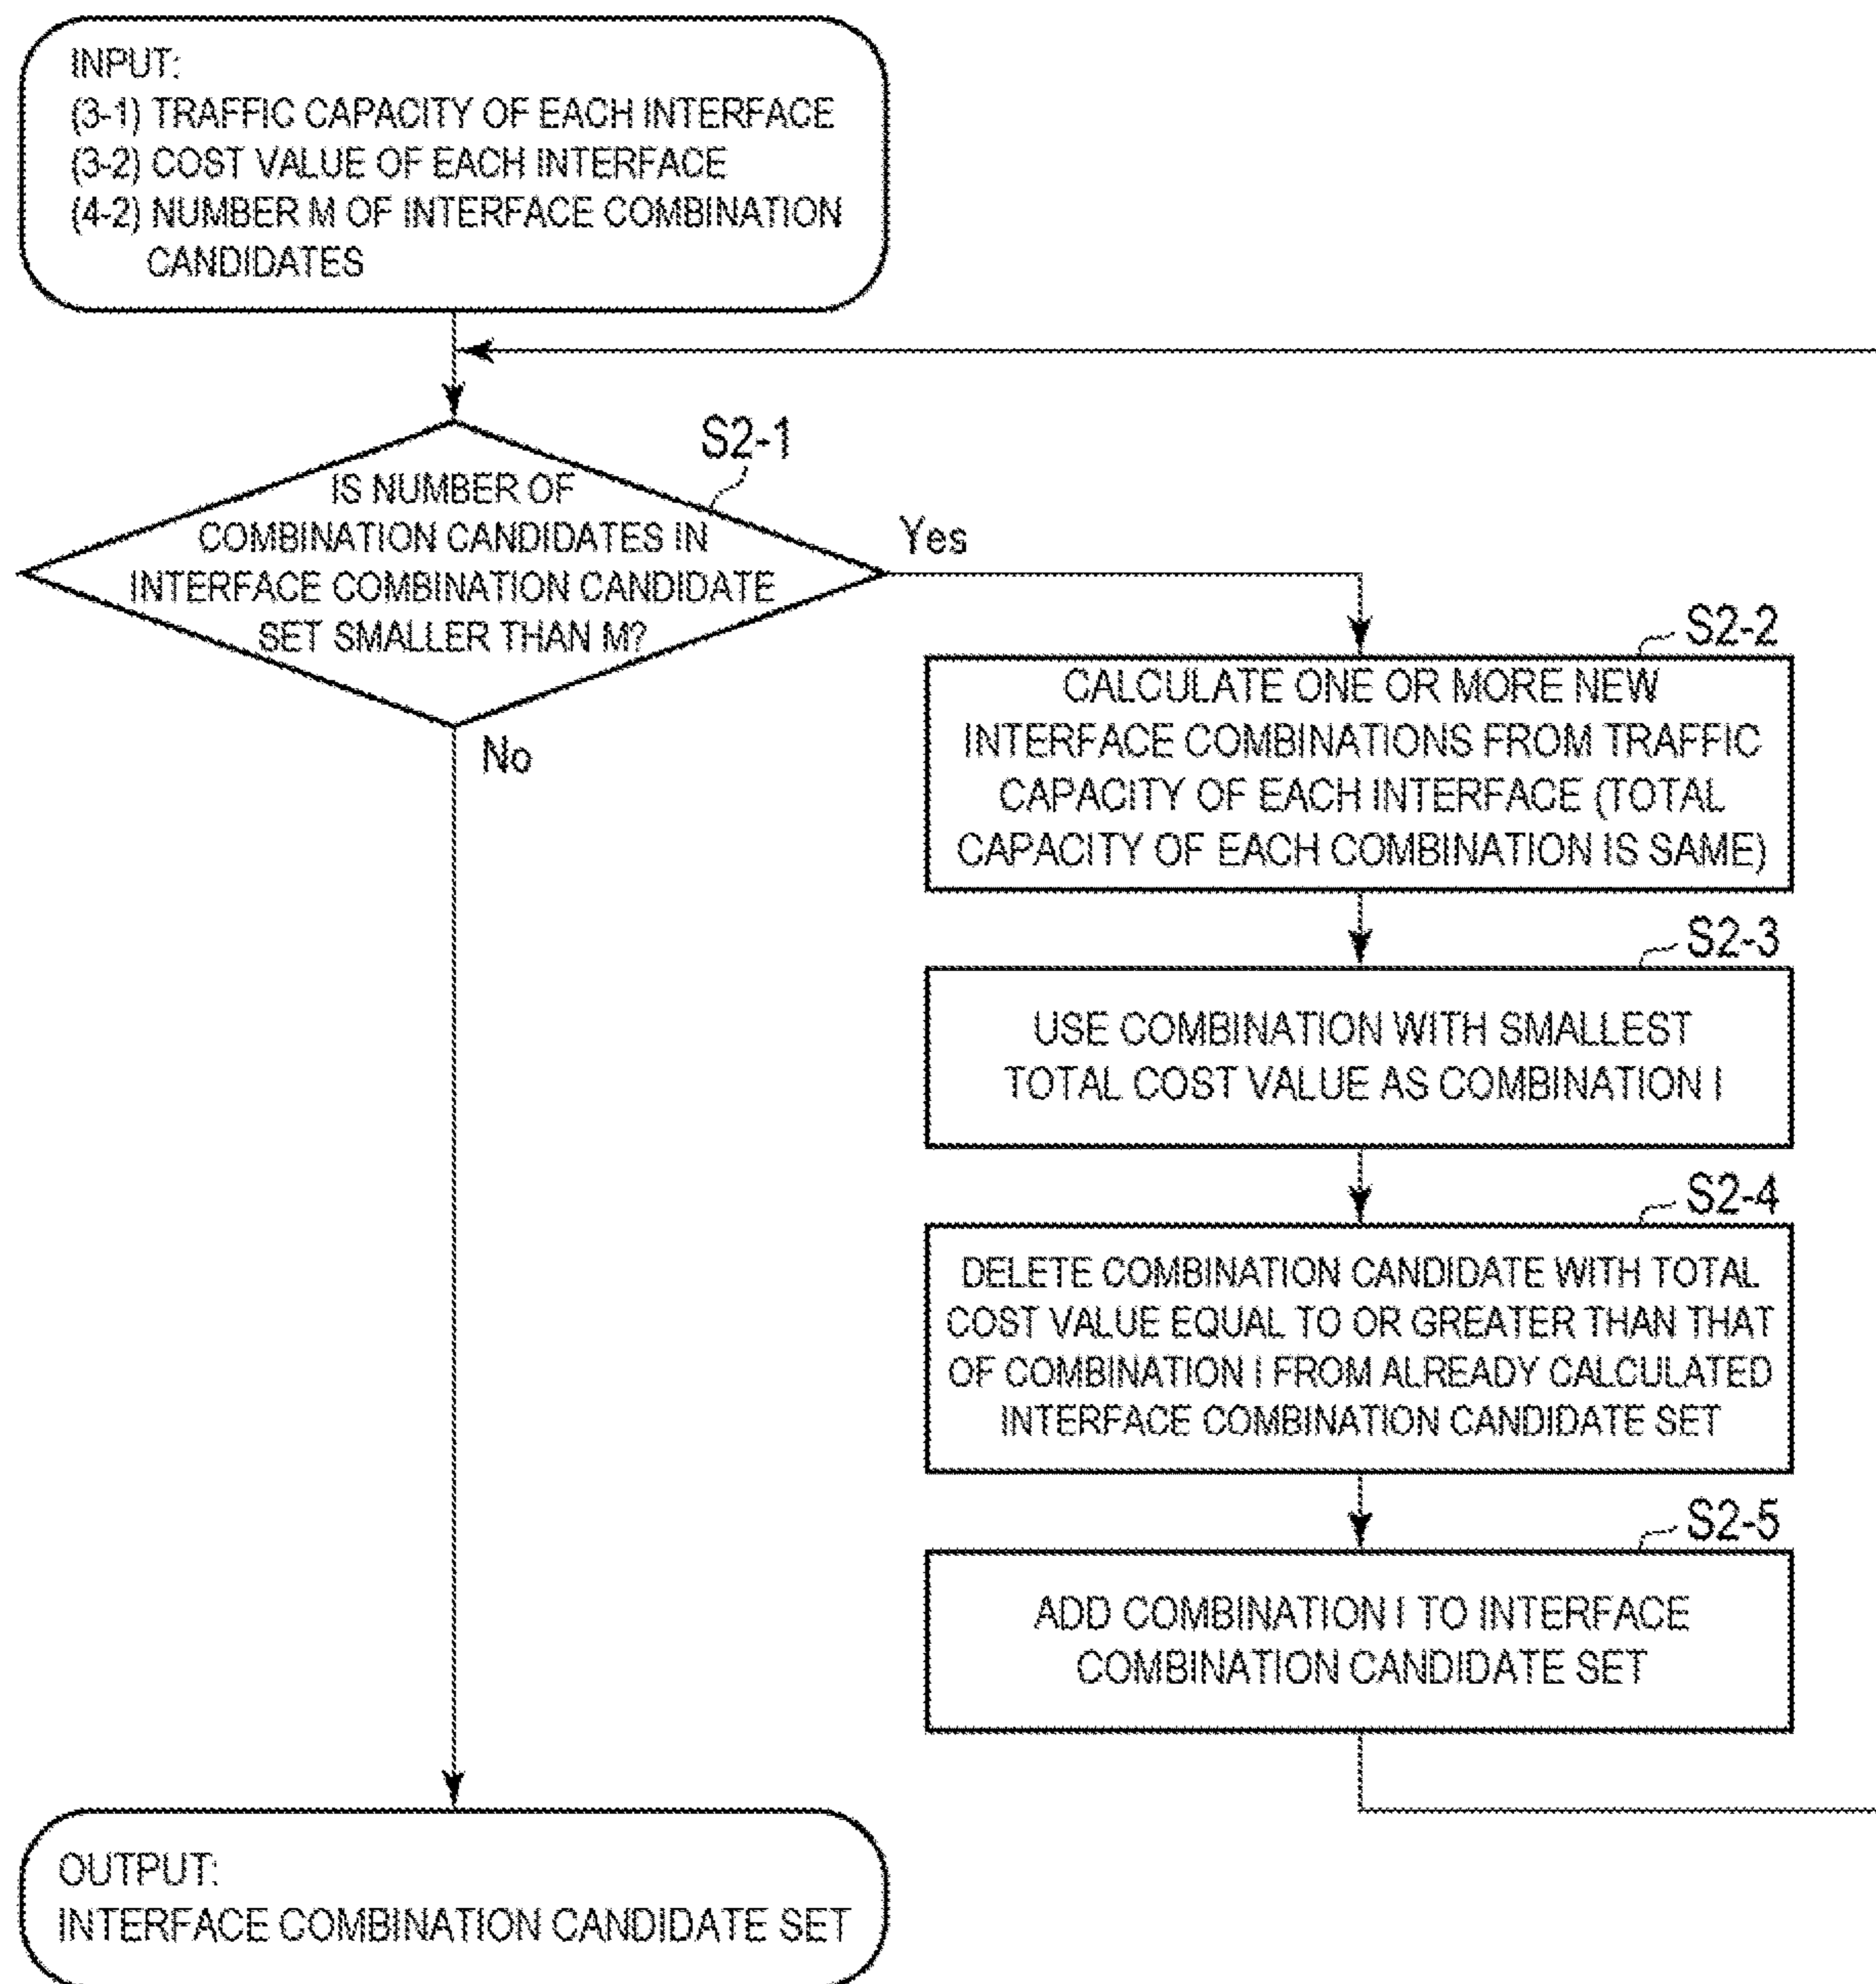 INPUT:
(3-1) TRAFFIC CAPACITY OF EACH INTERFACE
(3-2) COST VALUE OF EACH INTERFACE
(4-2) NUMBER M OF INTERFACE COMBINATION
CANDIDATES
S2-1
IS NUMBER OF
COMBINATION CANDIDATES IN
INTERFACE COMBINATION CANDIDATE
SET SMALLER THAN M?
Yes
No
S2-2
CALCULATE ONE OR MORE NEW
INTERFACE COMBINATIONS FROM TRAFFIC
CAPACITY OF EACH INTERFACE (TOTAL
CAPACITY OF EACH COMBINATION IS SAME)
S2-3
USE COMBINATION WITH SMALLEST
TOTAL COST VALUE AS COMBINATION I
S2-4
DELETE COMBINATION CANDIDATE WITH TOTAL
COST VALUE EQUAL TO OR GREATER THAN THAT
OF COMBINATION I FROM ALREADY CALCULATED
INTERFACE COMBINATION CANDIDATE SET
S2-5
ADD COMBINATION I TO INTERFACE
COMBINATION CANDIDATE SET
OUTPUT:
INTERFACE COMBINATION CANDIDATE SET